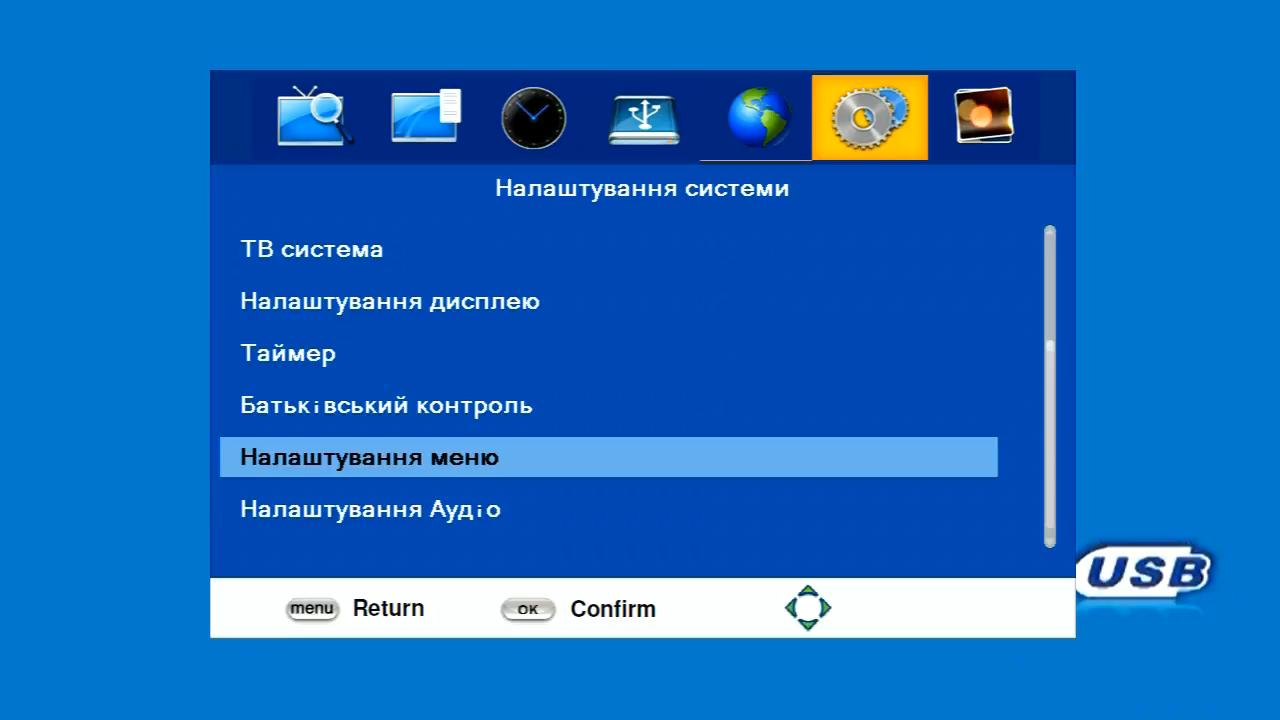 Налаштування системи
ТВ система
Налаштування дисплею
Таймер
Батьківський контроль
Налаштування меню
Налаштування Аудіо
menu Return OK Confirm
USB